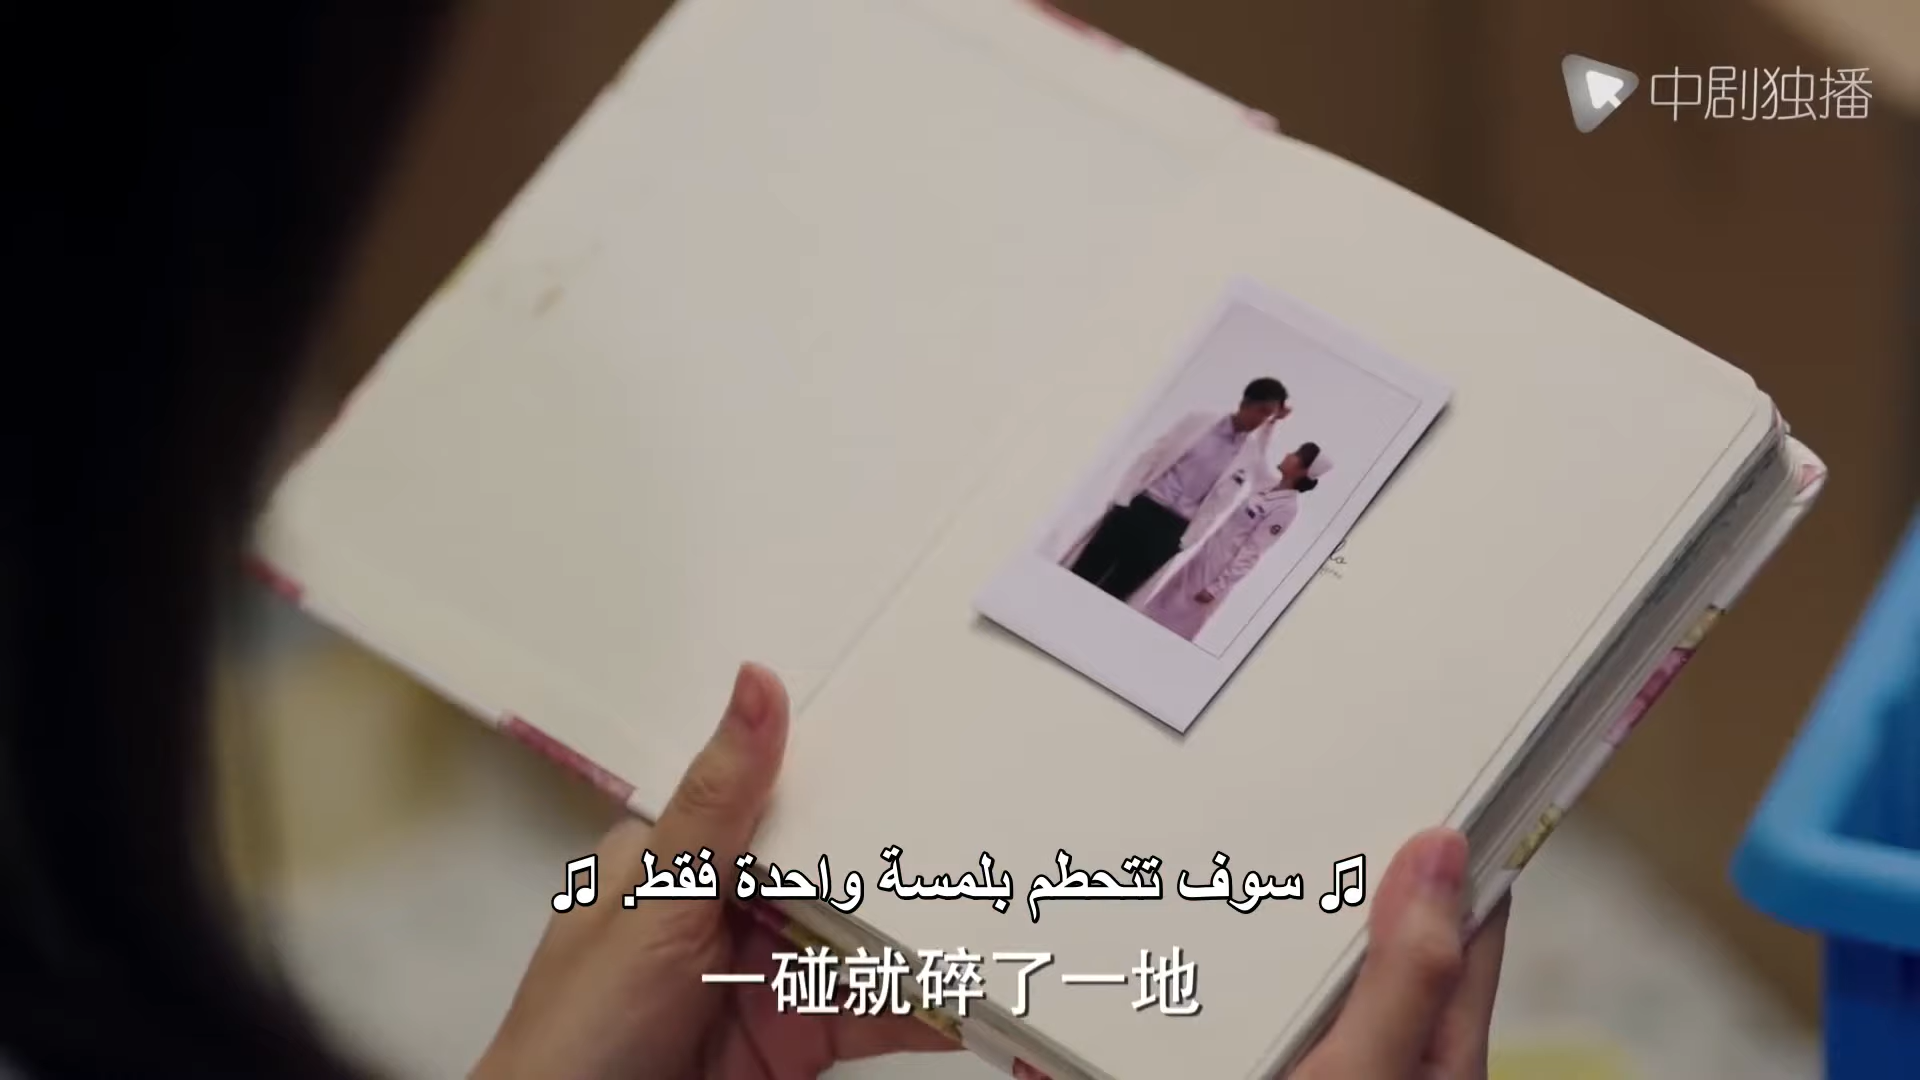 中剧独播
♫ سوف تتحطم بلمسة واحدة فقط. ♫
一碰就碎了一地